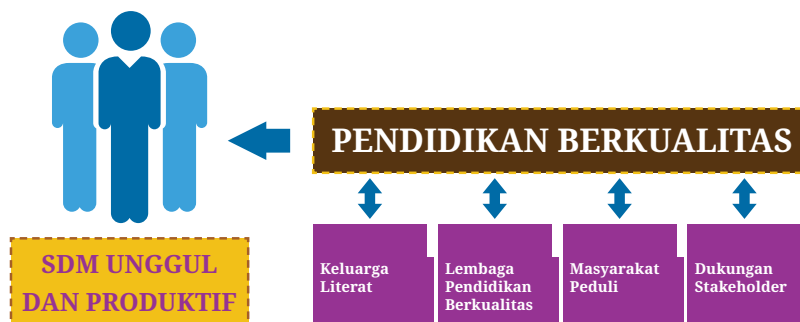 PENDIDIKAN BERKUALITAS
SDM UNGGUL
DAN PRODUKTIF
Keluarga
Literat
Lembaga
Pendidikan
Berkualitas
Masyarakat
Peduli
Dukungan
Stakeholder